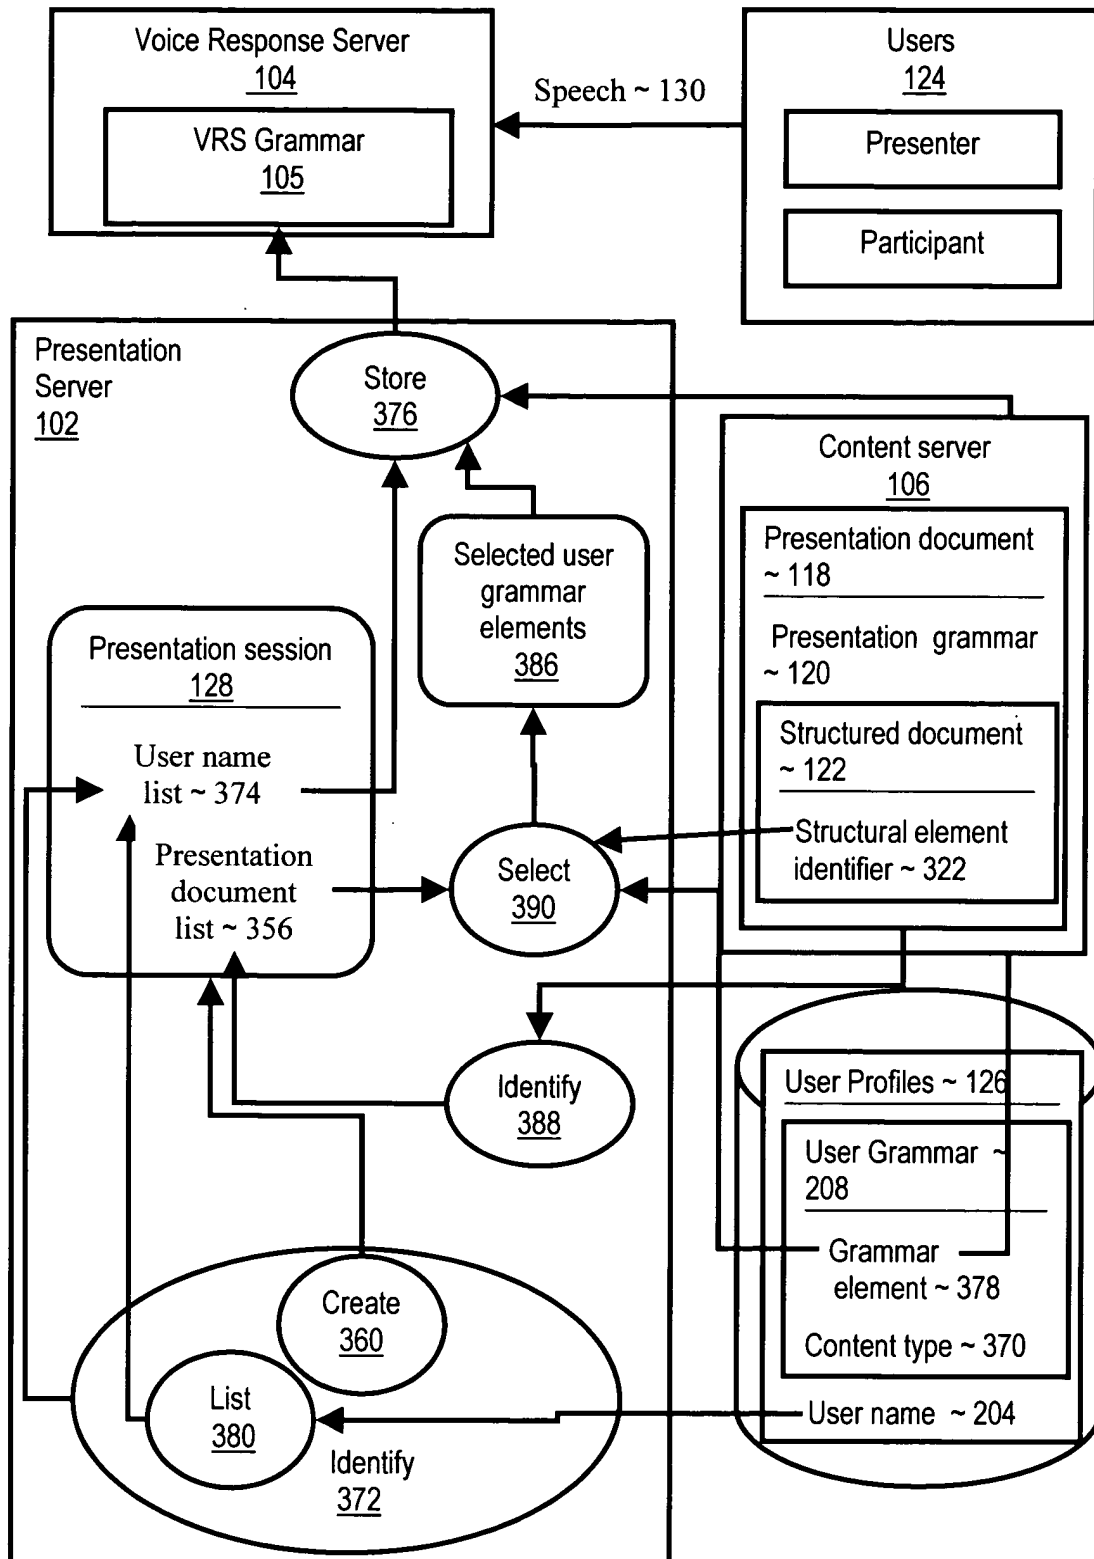 Voice Response Server
104
VRS Grammar
105
Speech ~ 130
Users
124
Presenter
Participant
Presentation
Server
102
Store
376
Content server
106
Presentation document
~ 118
Presentation grammar
~ 120
Structured document
~ 122
Structural element
identifier ~ 322
Selected user
grammar
elements
386
Presentation session
128
User name
list ~ 374
Presentation
document
list ~ 356
Select
390
Identify
388
User Profiles ~ 126
User Grammar ~
208
Grammar
element ~ 378
Content type ~ 370
User name ~ 204
Create
360
List
380
Identify
372